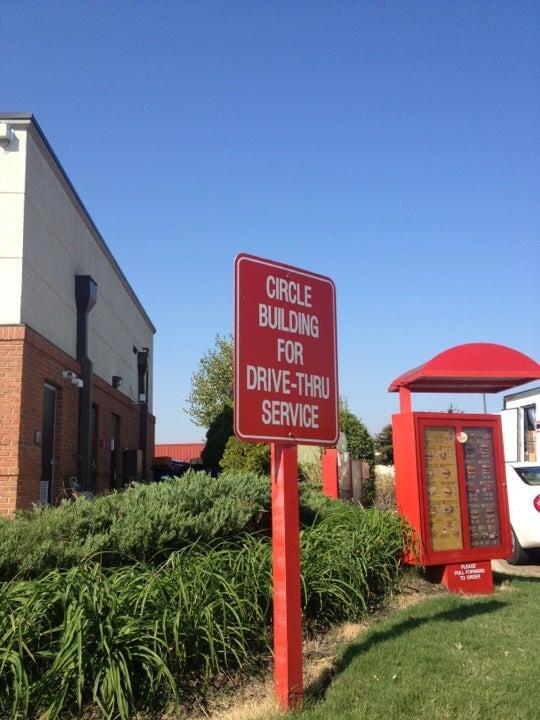 CIRCLE
BUILDING
FOR
DRIVE-THRU
SERVICE
PLEASE
PULL FORWARD
TO ORDER